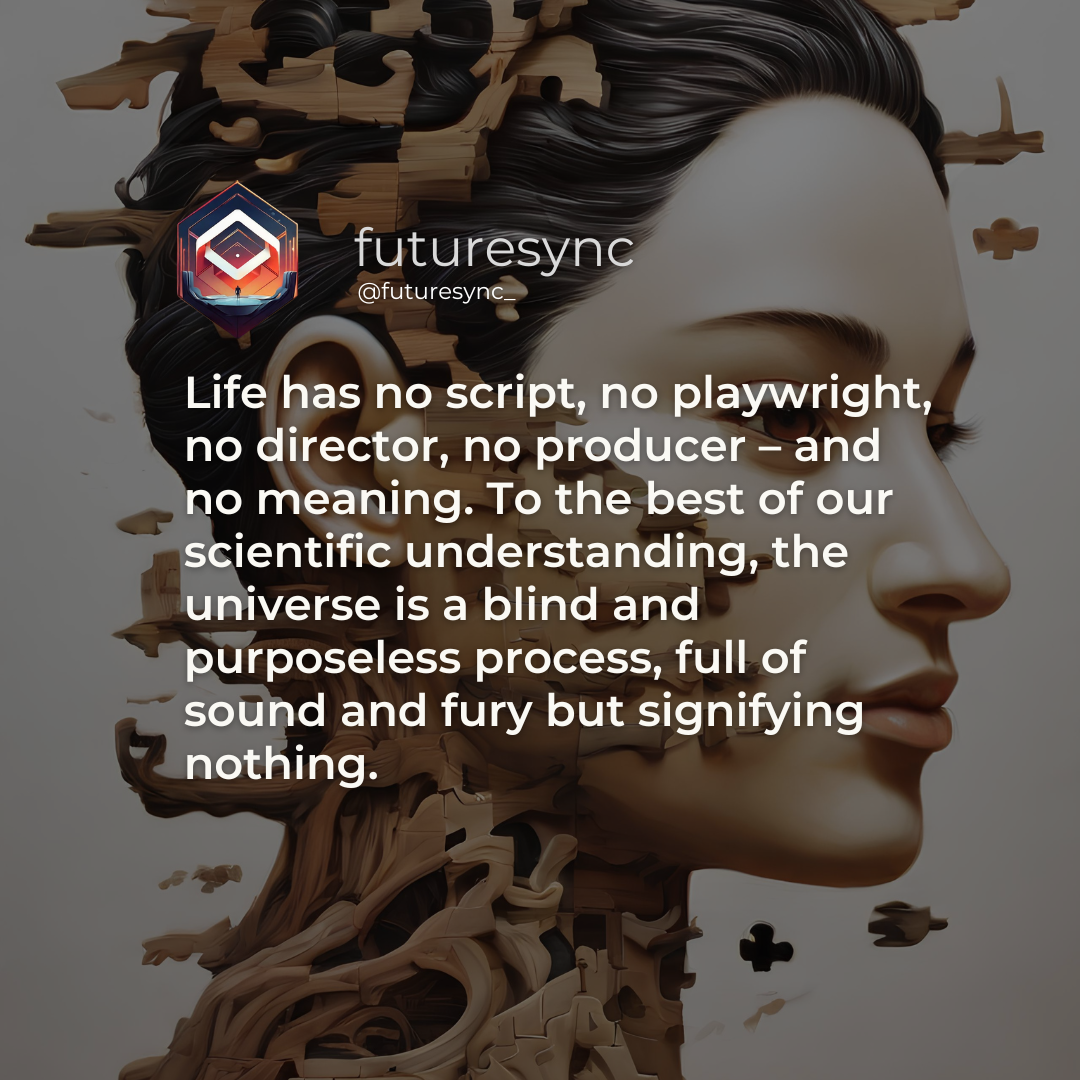 futuresync
@futuresync_
Life has no script, no playwright,
no director, no producer – and
no meaning. To the best of our
scientific understanding, the
universe is a blind and
purposeless process, full of
sound and fury but signifying
nothing.